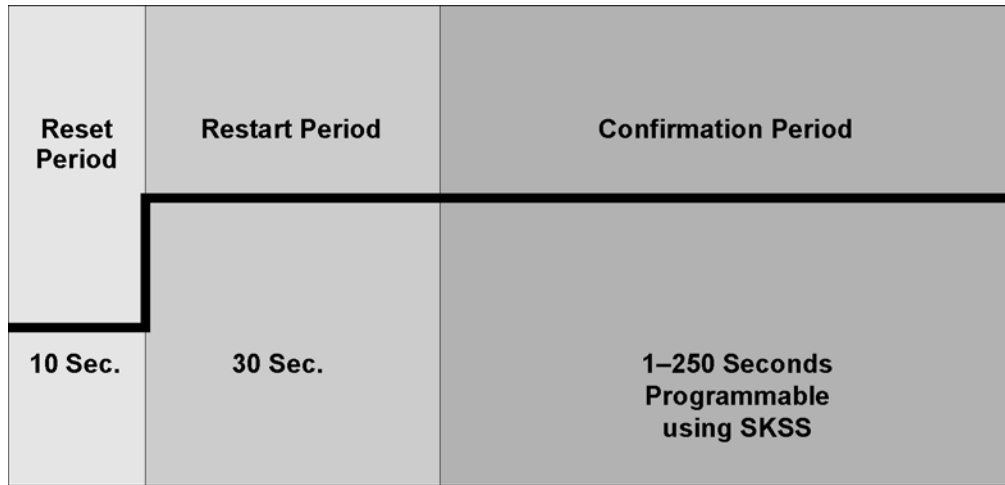 Reset
Period
Restart Period
Confirmation Period
10 Sec.
30 Sec.
1–250 Seconds
Programmable
using SKSS